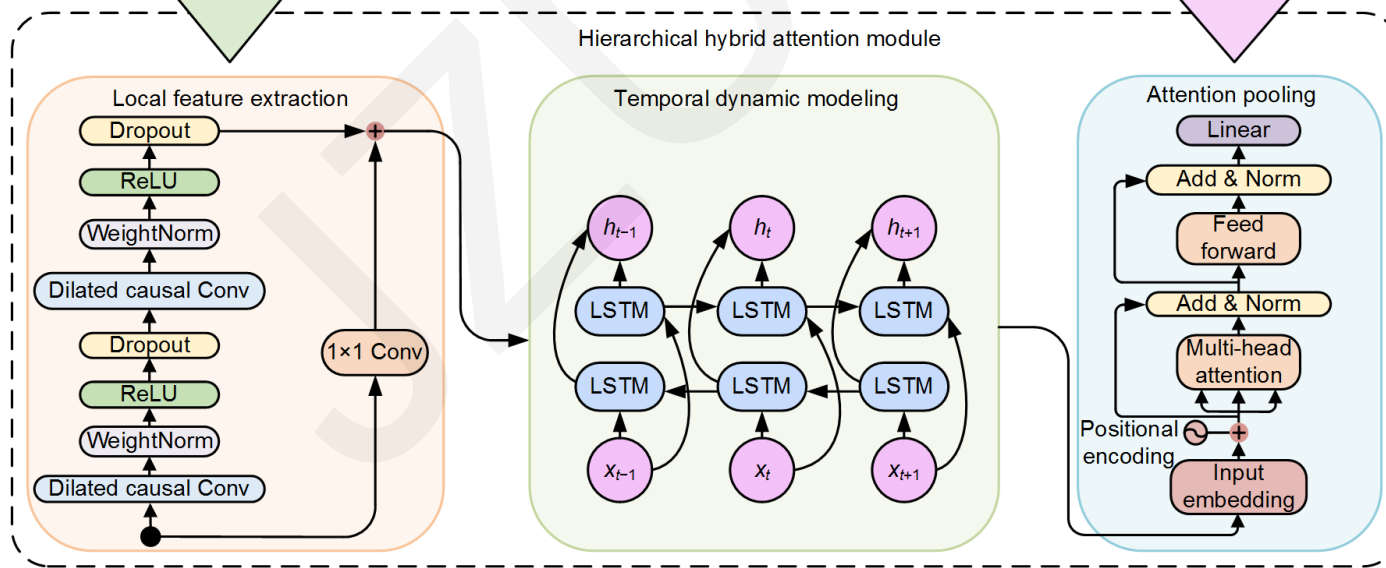 Hierarchical hybrid attention module
Local feature extraction
Dropout
ReLU
WeightNorm
Dilated causal Conv
Dropout
ReLU
WeightNorm
Dilated causal Conv
1×1 Conv
+
Temporal dynamic modeling
hₜ₋₁
hₜ
hₜ₊₁
LSTM LSTM LSTM
LSTM LSTM LSTM
xₜ₋₁
xₜ
xₜ₊₁
Attention pooling
Linear
Add & Norm
Feed
forward
Add & Norm
Multi-head
attention
Positional
encoding
+
Input
embedding